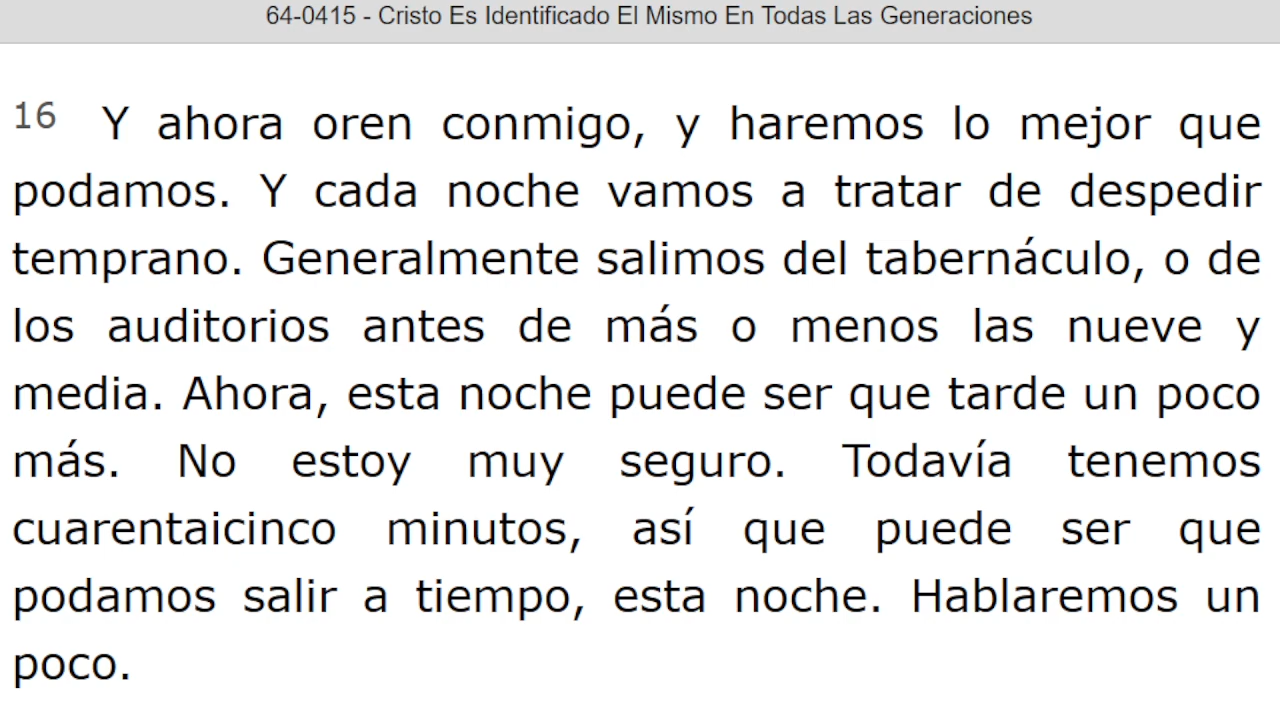 64-0415 - Cristo Es Identificado El Mismo En Todas Las Generaciones
16 Y ahora oren conmigo, y haremos lo mejor que
podamos. Y cada noche vamos a tratar de despedir
temprano. Generalmente salimos del tabernáculo, o de
los auditorios antes de más o menos las nueve y
media. Ahora, esta noche puede ser que tarde un poco
más. No estoy muy seguro. Todavía tenemos
cuarentaicinco minutos, así que puede ser que
podamos salir a tiempo, esta noche. Hablaremos un
poco.